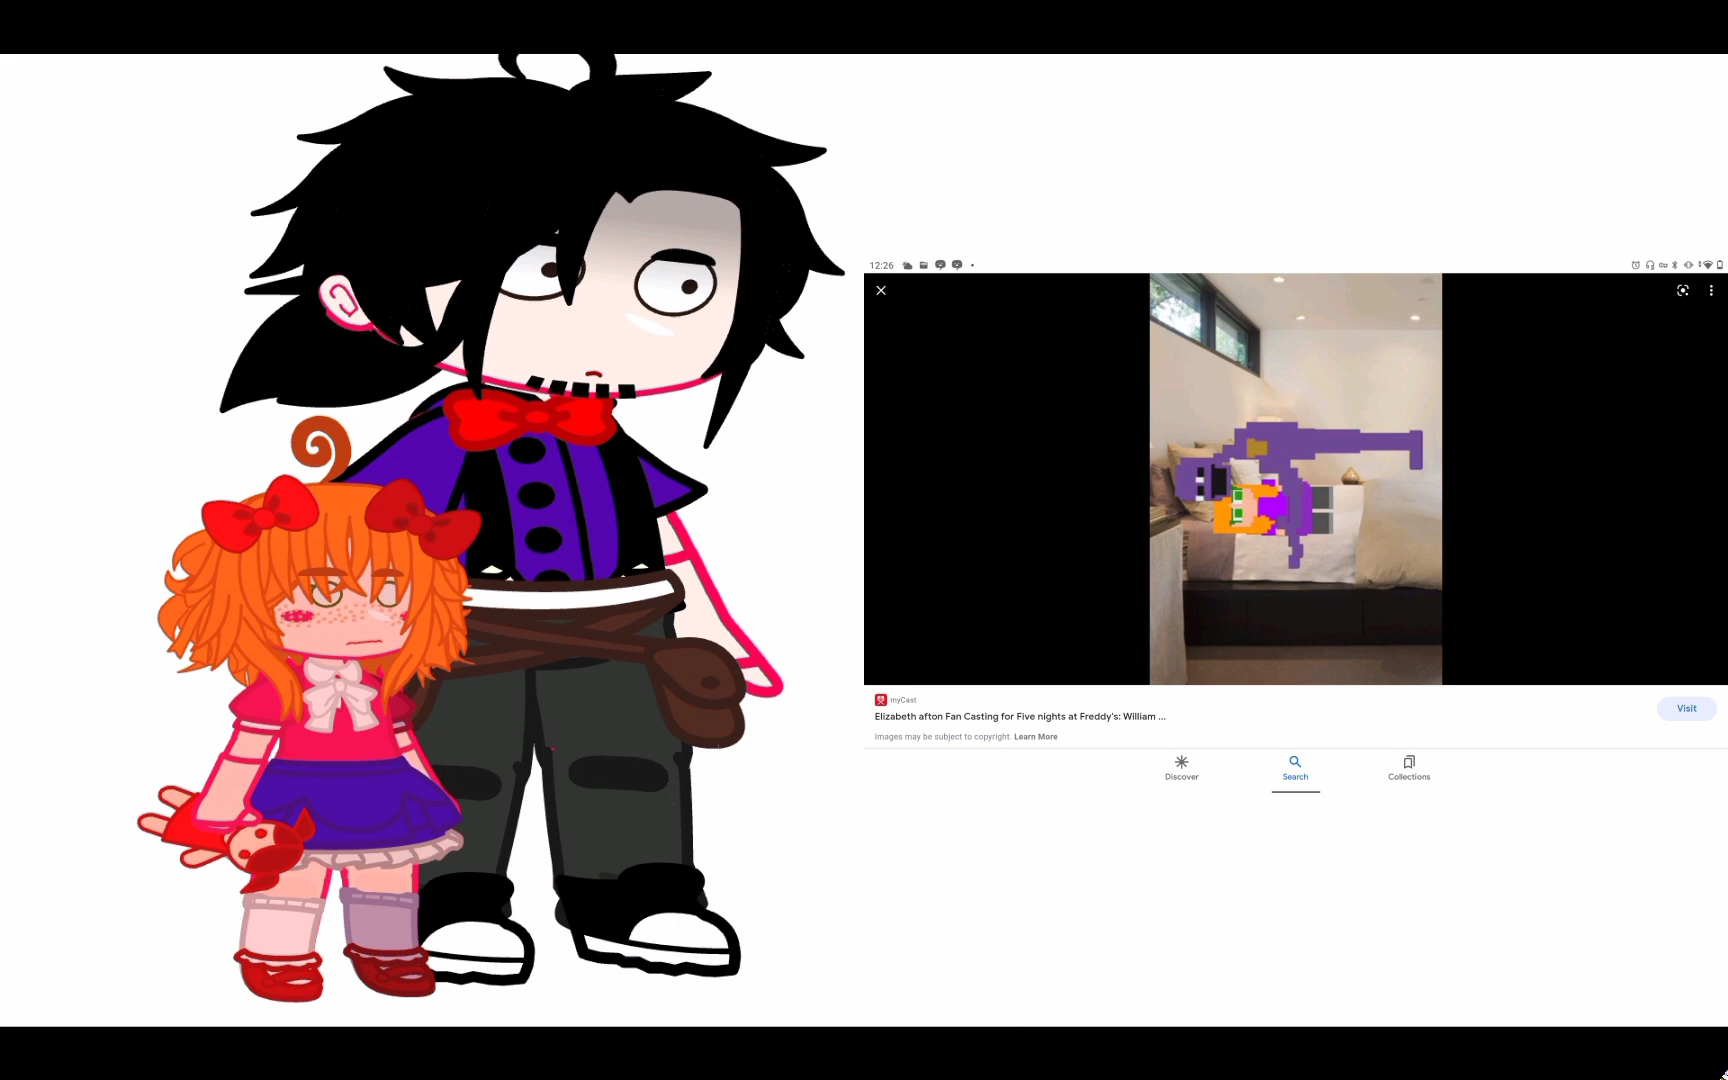 12:26
myCast
Elizabeth afton Fan Casting for Five nights at Freddy's: William ...
Visit
Images may be subject to copyright. Learn More
Discover
Search
Collections